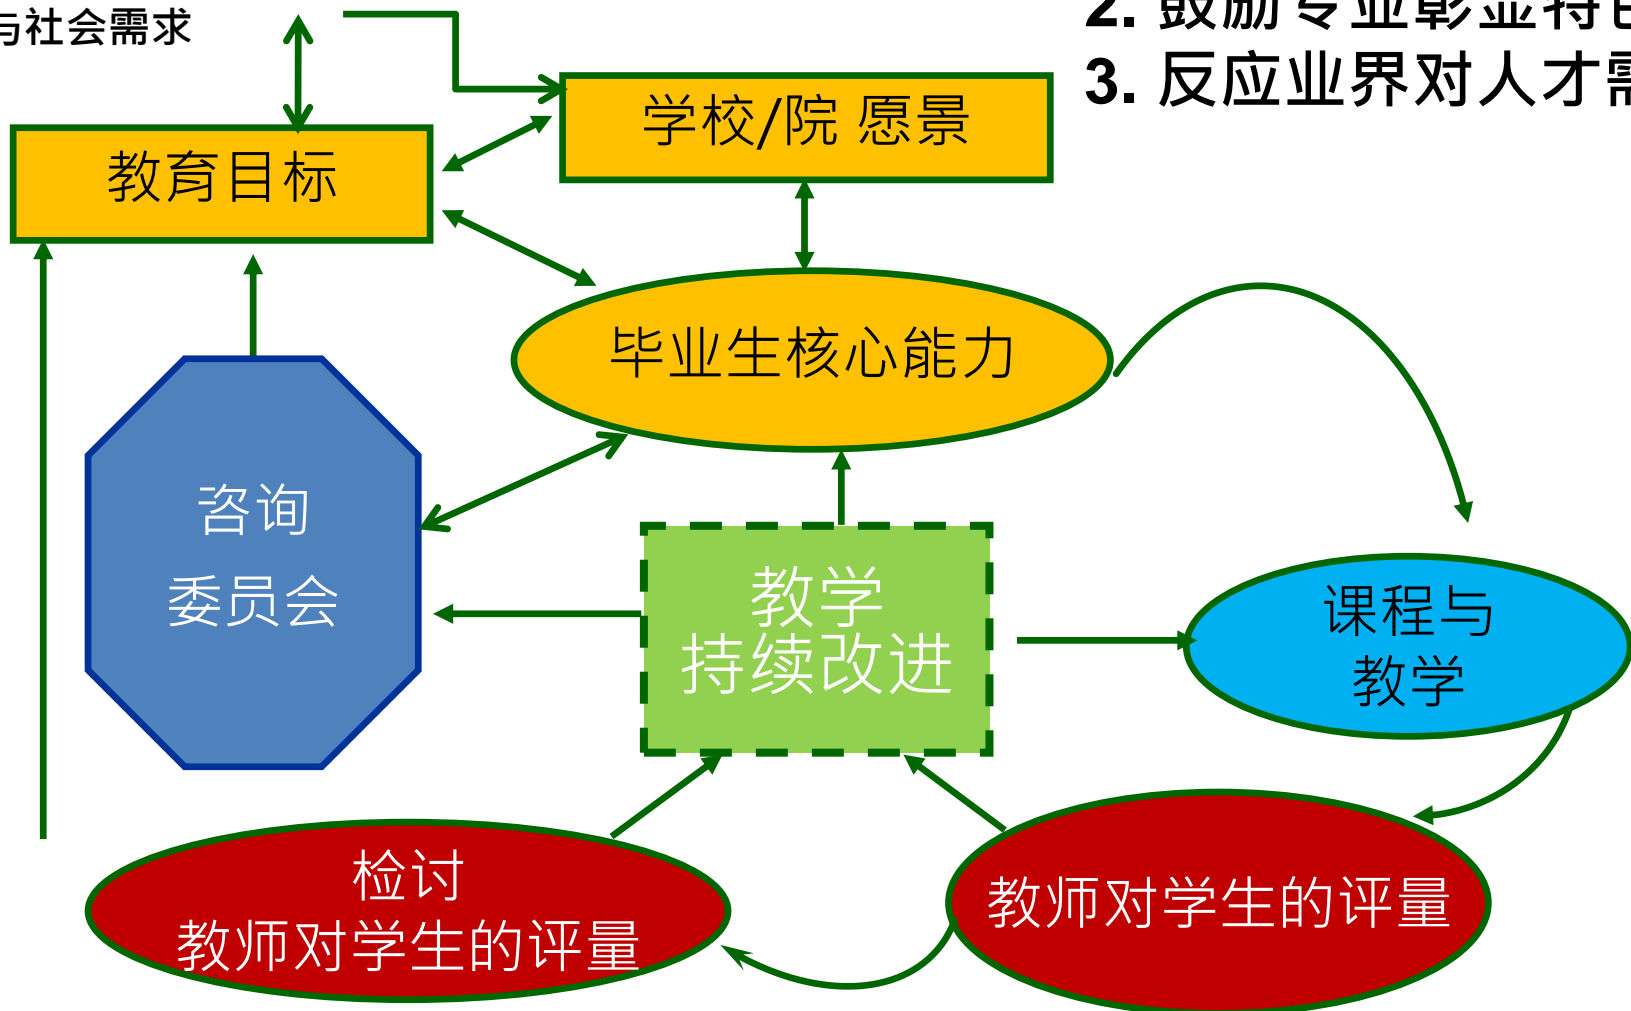 与社会需求
2. 鼓励专业彰显特色
3. 反应业界对人才需
学校/院 愿景
教育目标
毕业生核心能力
咨询
委员会
教学
持续改进
课程与
教学
检讨
教师对学生的评量
教师对学生的评量